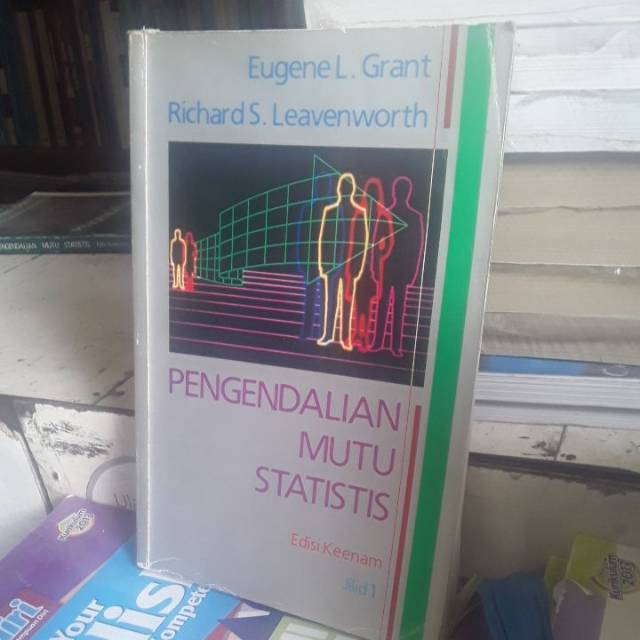 Eugene L. Grant
Richard S. Leavenworth
PENGENDALIAN
MUTU
STATISTIS
Edisi Keenam
Jilid 1
PENGENDALIAN MUTU STATISTIS